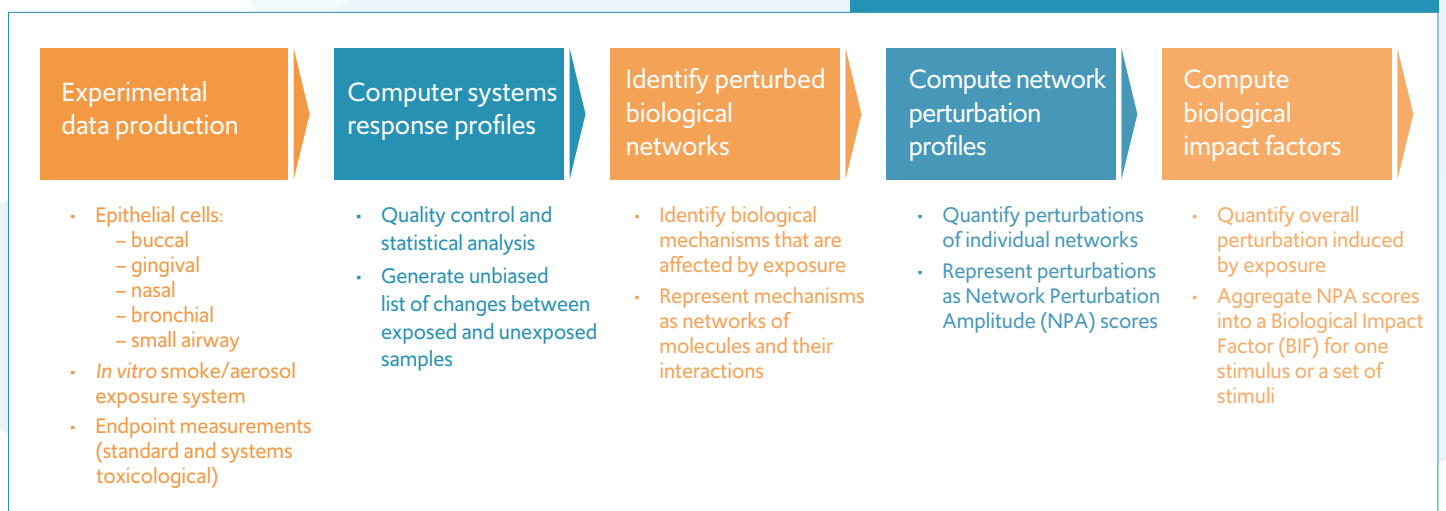 Experimental
data production
• Epithelial cells:
– buccal
– gingival
– nasal
– bronchial
– small airway
• In vitro smoke/aerosol
exposure system
• Endpoint measurements
(standard and systems
toxicological)
Computer systems
response profiles
• Quality control and
statistical analysis
• Generate unbiased
list of changes between
exposed and unexposed
samples
Identify perturbed
biological
networks
• Identify biological
mechanisms that are
affected by exposure
• Represent mechanisms
as networks of
molecules and their
interactions
Compute network
perturbation
profiles
• Quantify perturbations
of individual networks
• Represent perturbations
as Network Perturbation
Amplitude (NPA) scores
Compute
biological
impact factors
• Quantify overall
perturbation induced
by exposure
• Aggregate NPA scores
into a Biological Impact
Factor (BIF) for one
stimulus or a set of
stimuli